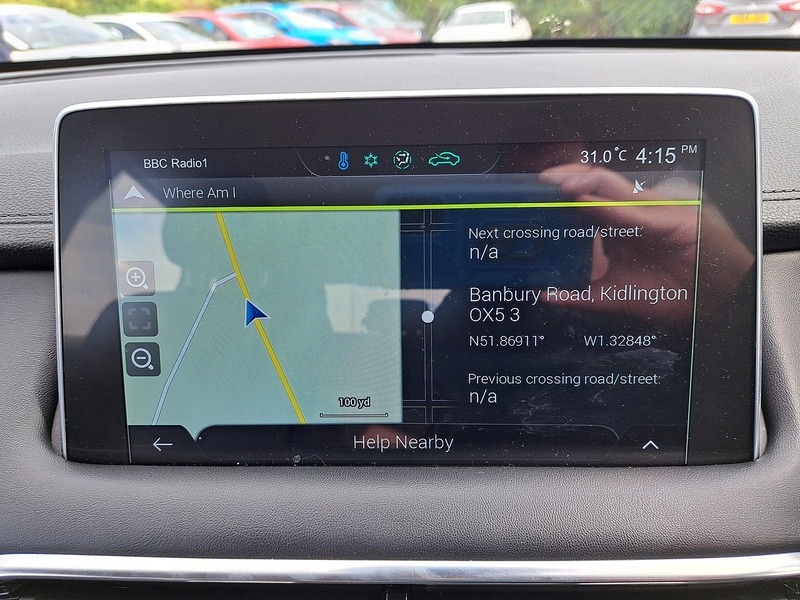 BBC Radio1
31.0°C 4:15 PM
Where Am I
Next crossing road/street:
n/a
Banbury Road, Kidlington
OX5 3
N51.86911° W1.32848°
Previous crossing road/street:
n/a
100 yd
Help Nearby